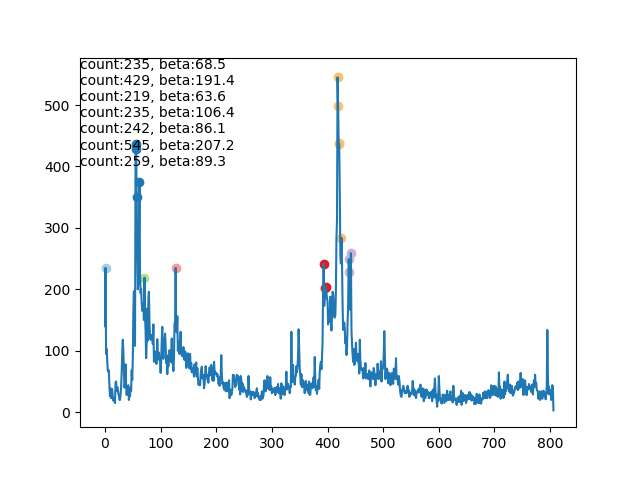 count:235, beta:68.5
count:429, beta:191.4
count:219, beta:63.6
count:235, beta:106.4
count:242, beta:86.1
count:545, beta:207.2
count:259, beta:89.3
500
400
300
200
100
0
0 100 200 300 400 500 600 700 800